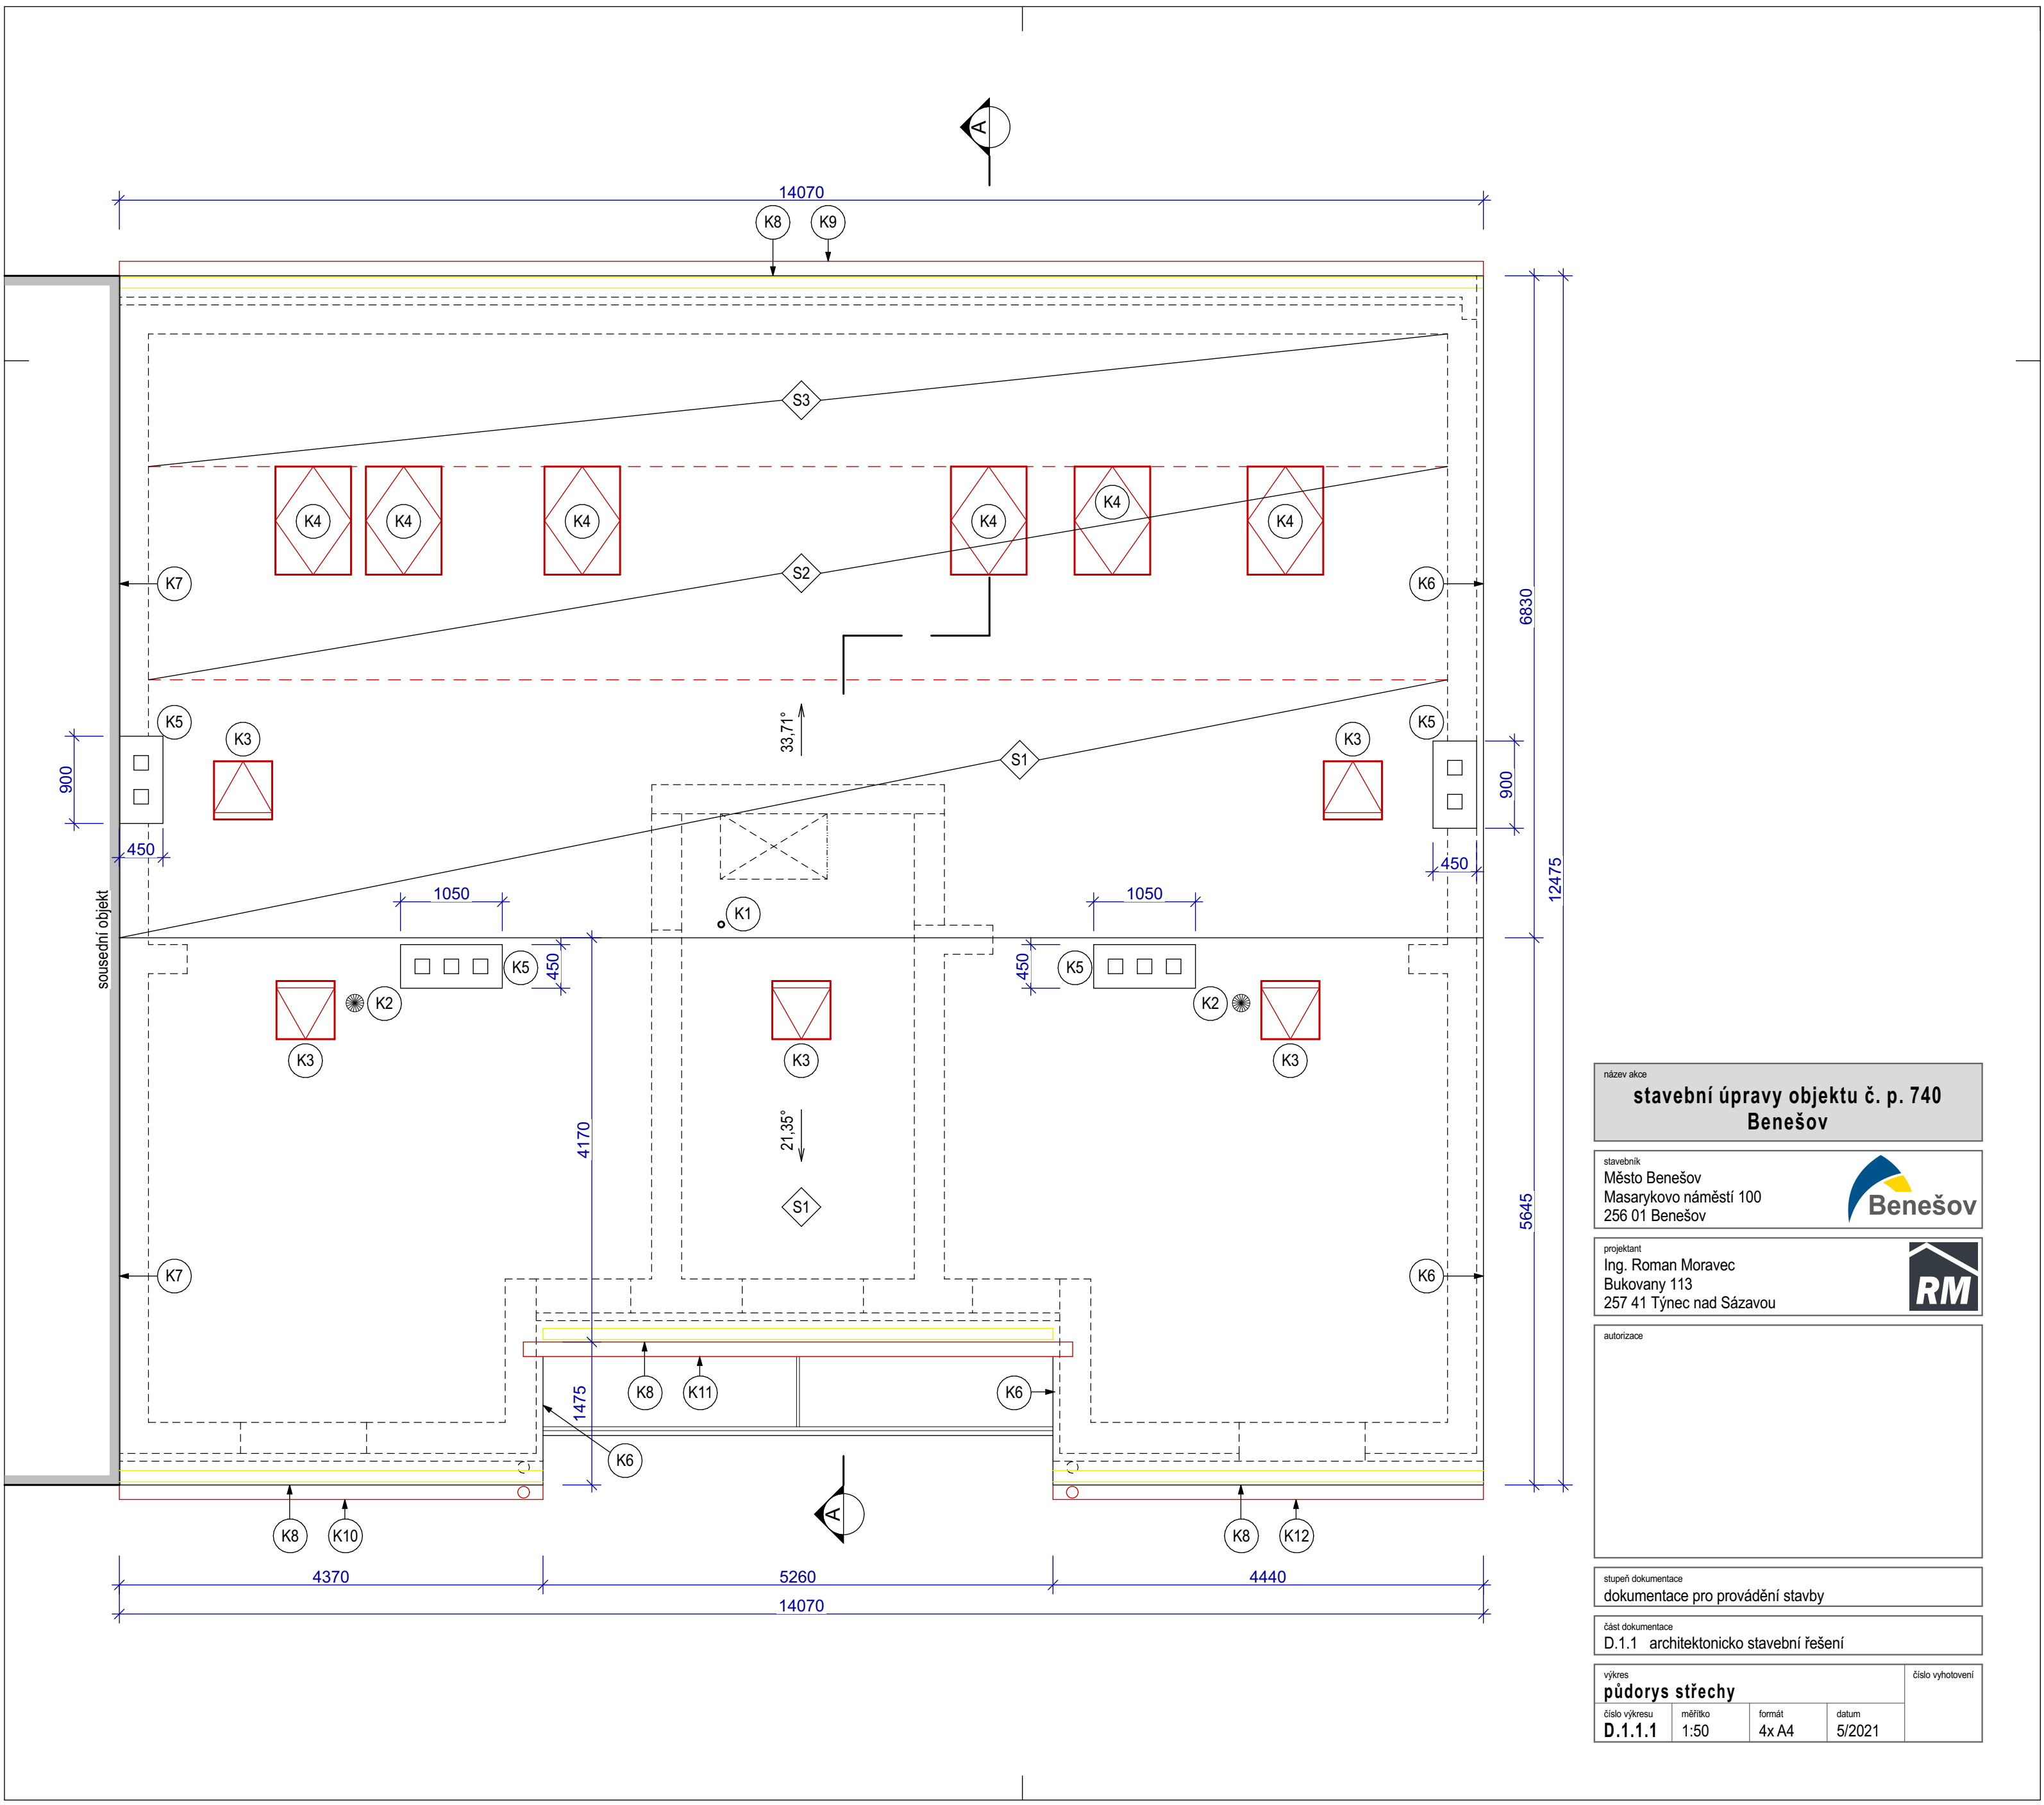 A
14070
K8
K9
S3
K4
K4
K4
K4
K4
K4
S2
K7
K6
6830
K5
K5
K3
K3
33,71°
S1
900
900
450
450
12475
sousední objekt
1050
1050
K1
450
K5
450
K5
K2
K2
K3
K3
K3
4170
21,35°
S1
5645
K7
K6
1475
K8
K11
K6
K6
A
K8
K10
K8
K12
4370
5260
4440
14070
název akce
stavební úpravy objektu č. p. 740
Benešov
stavebník
Město Benešov
Masarykovo náměstí 100
256 01 Benešov
Benešov
projektant
Ing. Roman Moravec
Bukovany 113
257 41 Týnec nad Sázavou
RM
autorizace
stupeň dokumentace
dokumentace pro provádění stavby
část dokumentace
D.1.1 architektonicko stavební řešení
výkres
číslo vyhotovení
půdorys střechy
číslo výkresu
měřítko
formát
datum
D.1.1.1
1:50
4x A4
5/2021